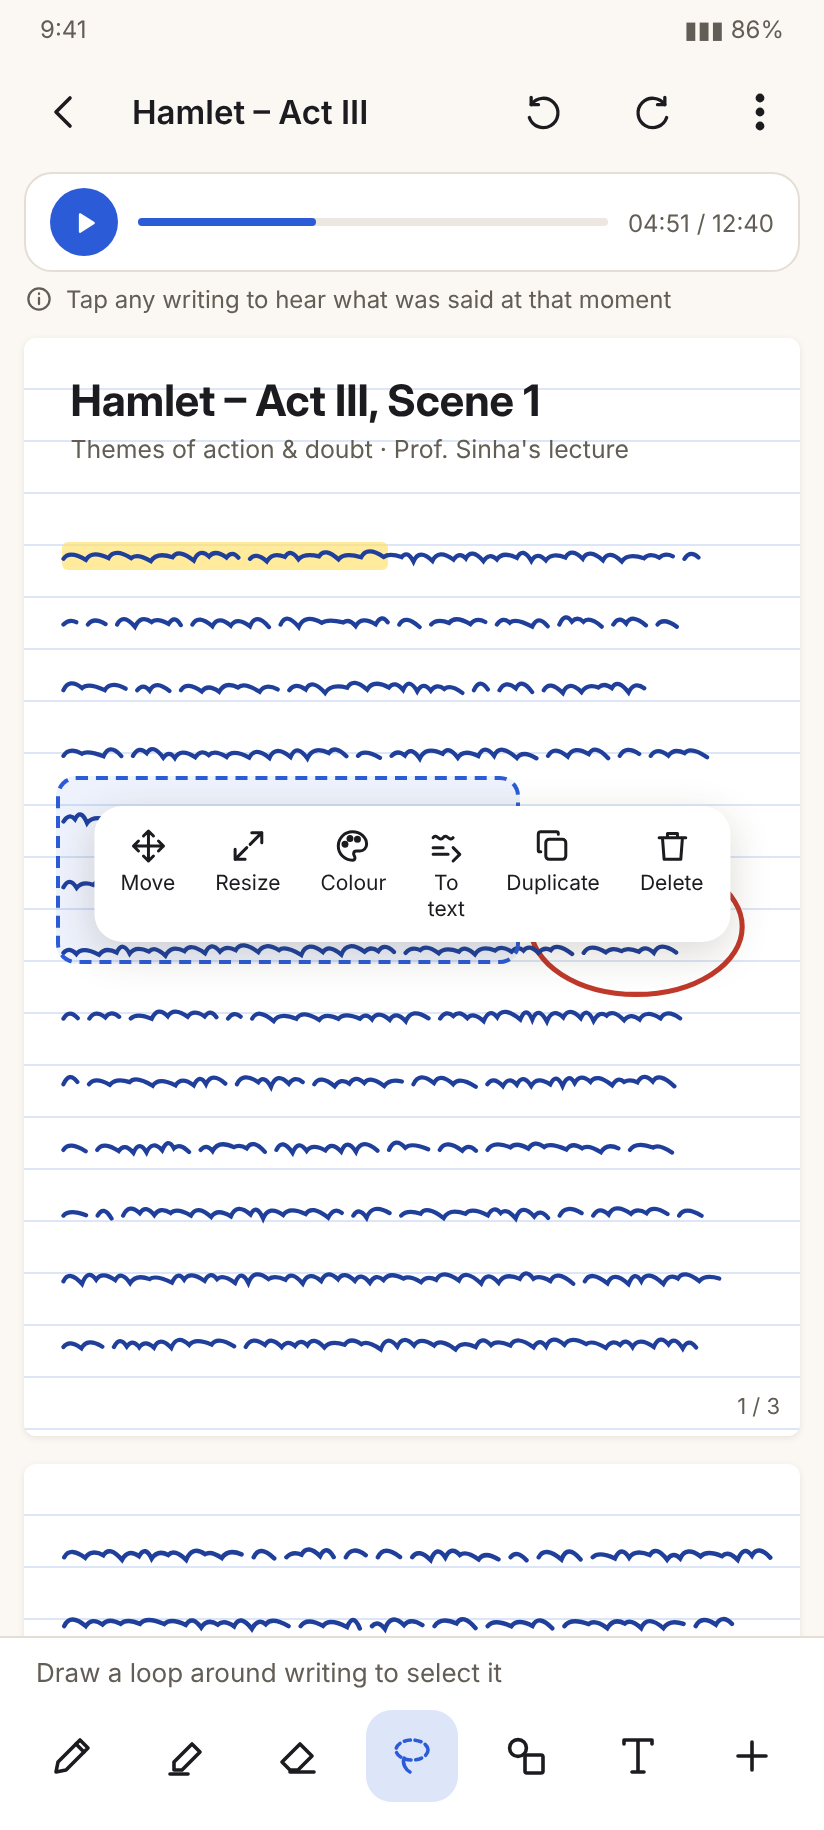 9:41 86%
Hamlet – Act III
04:51 / 12:40
Tap any writing to hear what was said at that moment
Hamlet – Act III, Scene 1
Themes of action & doubt · Prof. Sinha's lecture
Move Resize Colour To text Duplicate Delete
1 / 3
Draw a loop around writing to select it